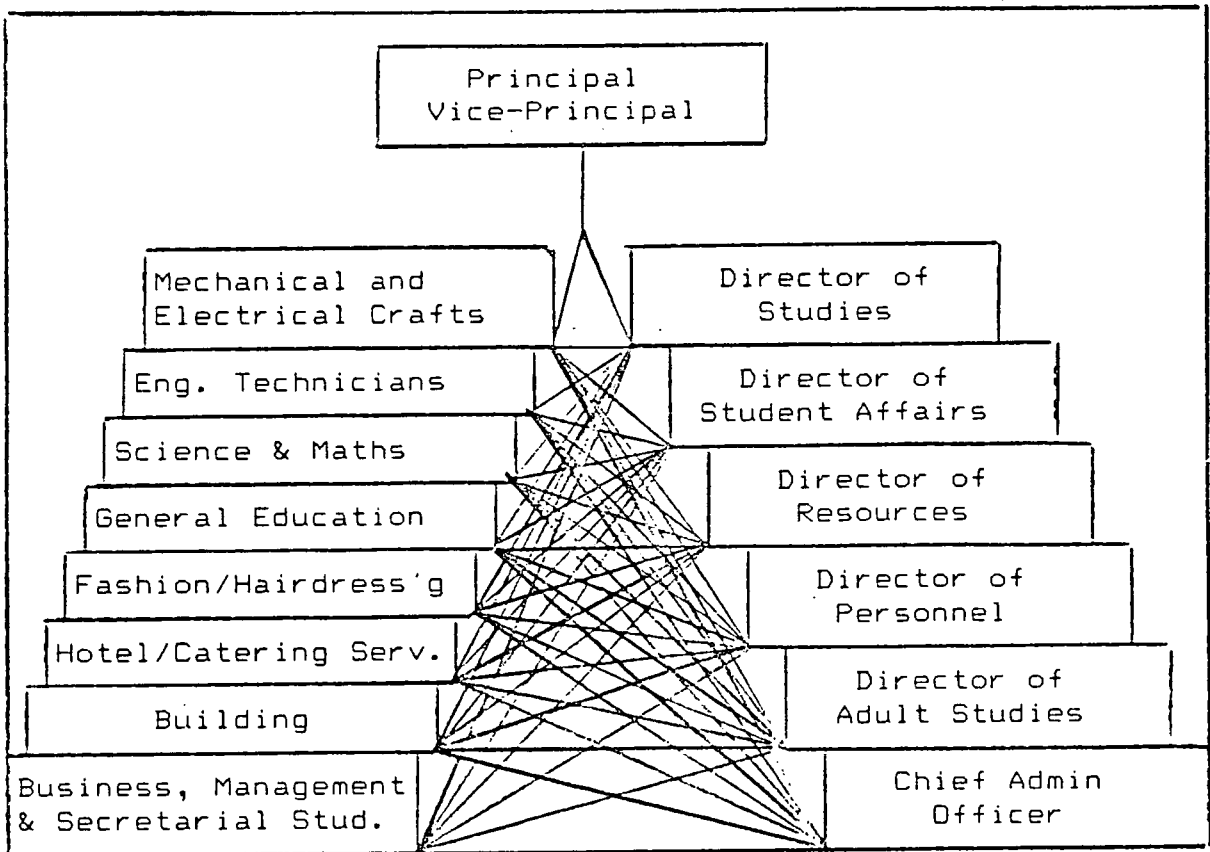 Principal
Vice-Principal
Mechanical and
Electrical Crafts
Eng. Technicians
Science & Maths
General Education
Fashion/Hairdress'g
Hotel/Catering Serv.
Building
Business, Management
& Secretarial Stud.
Director of
Studies
Director of
Student Affairs
Director of
Resources
Director of
Personnel
Director of
Adult Studies
Chief Admin
Officer